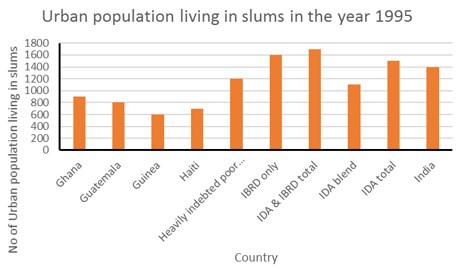 Urban population living in slums in the year 1995
No of Urban population living in slums
1800
1600
1400
1200
1000
800
600
400
200
0
Ghana
Guatemala
Guinea
Haiti
Heavily indebted poor...
IBRD only
IDA & IBRD total
IDA blend
IDA total
India
Country